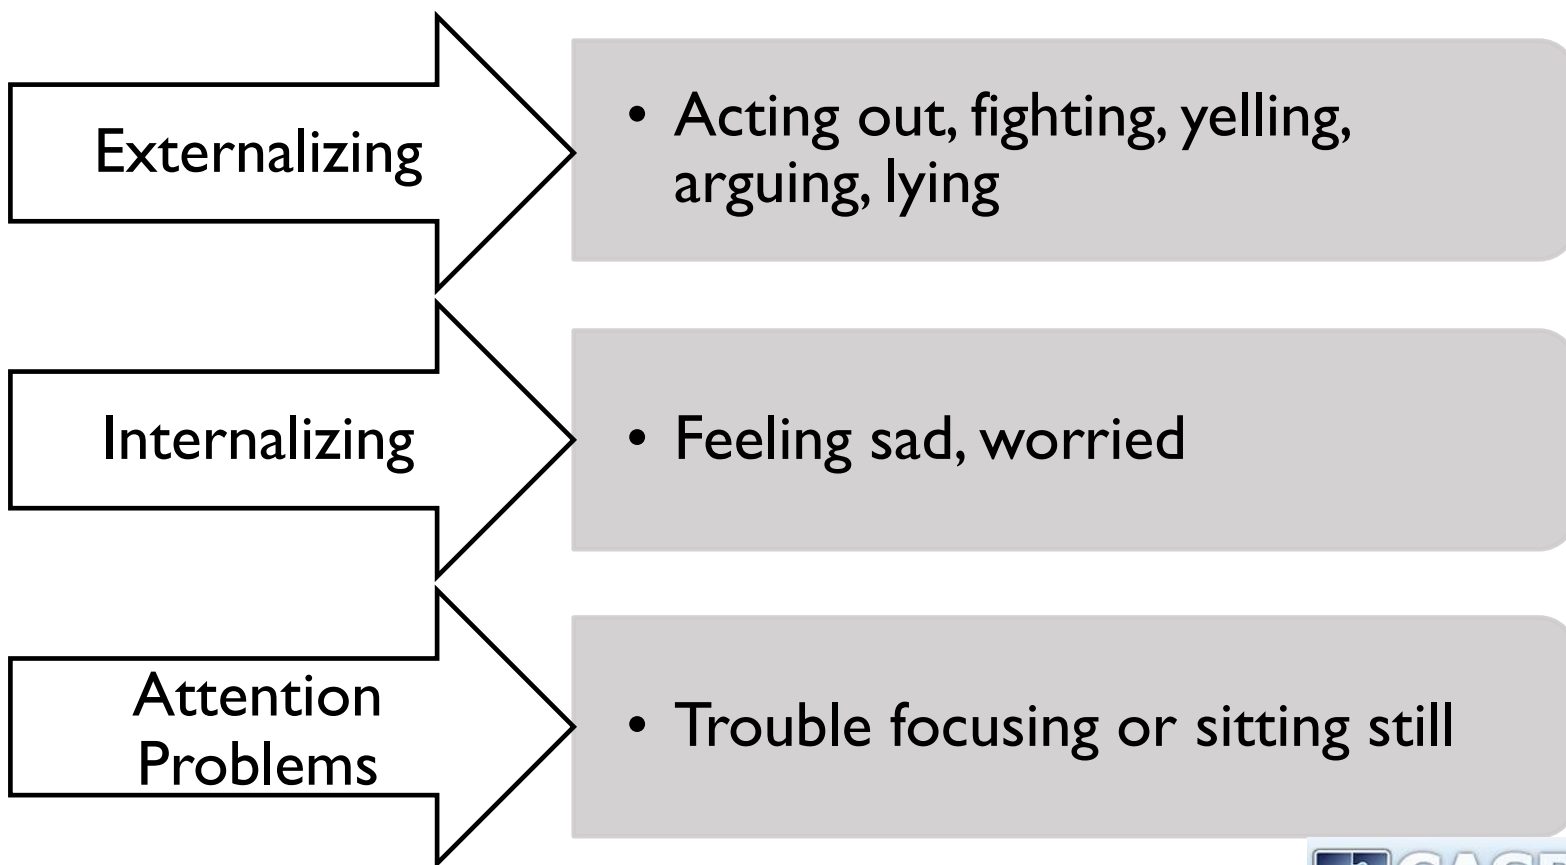 Externalizing
• Acting out, fighting, yelling,
arguing, lying
Internalizing
• Feeling sad, worried
Attention
Problems
• Trouble focusing or sitting still